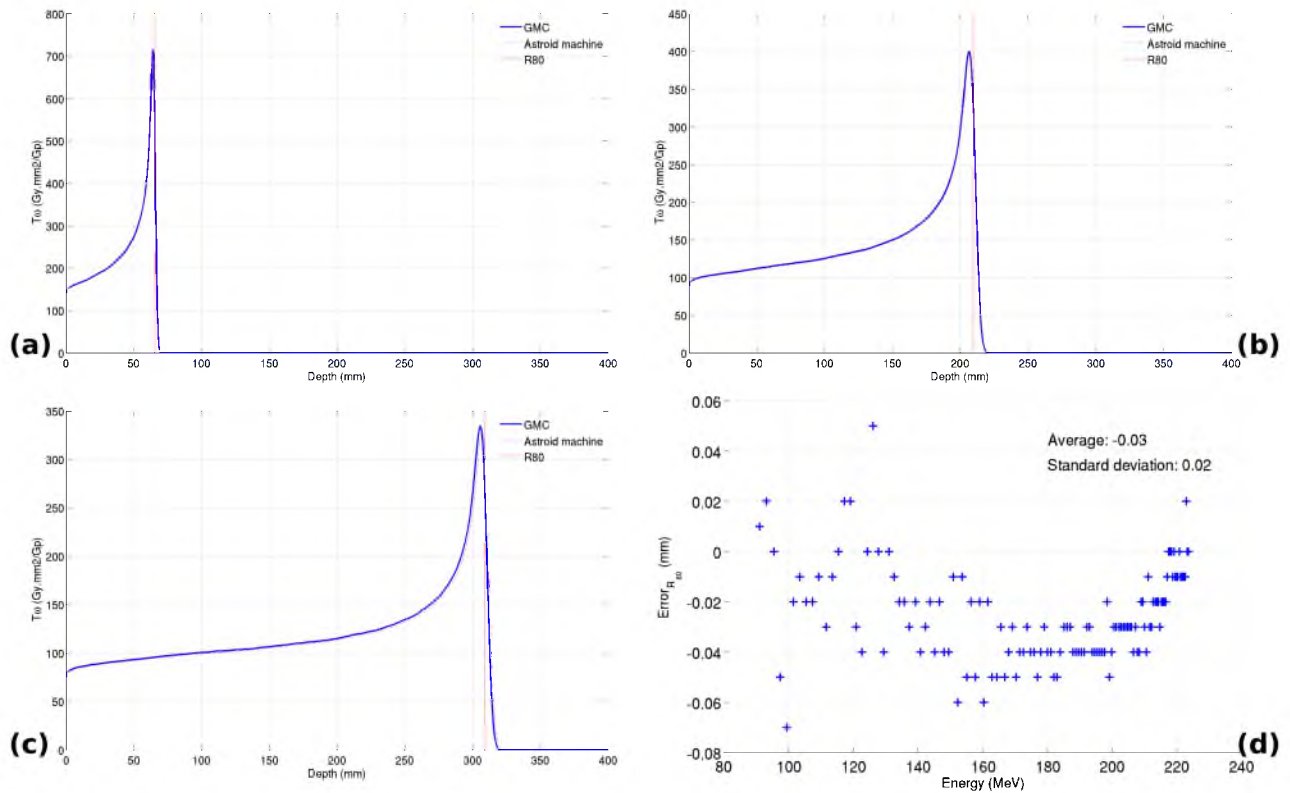 800
700
600
500
400
300
200
100
0
0 50 100 150 200 250 300 350 400
Tω (Gy.mm2/Gp)
Depth (mm)
GMC
Astroid machine
R80
(a)
450
400
350
300
250
200
150
100
50
0
0 50 100 150 200 250 300 350 400
Tω (Gy.mm2/Gp)
Depth (mm)
GMC
Astroid machine
R80
(b)
350
300
250
200
150
100
50
0
0 50 100 150 200 250 300 350 400
Tω (Gy.mm2/Gp)
Depth (mm)
GMC
Astroid machine
R80
(c)
0.06
0.04
0.02
0
-0.02
-0.04
-0.06
-0.08
80 100 120 140 160 180 200 220 240
Error R 80 (mm)
Energy (MeV)
Average: -0.03
Standard deviation: 0.02
(d)